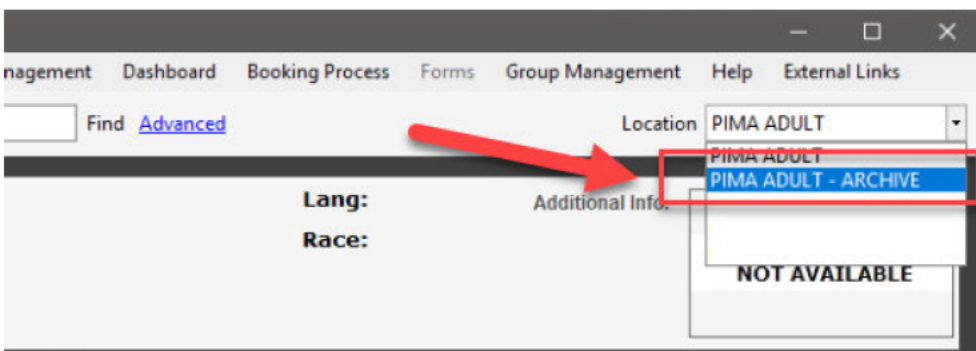 nagement Dashboard Booking Process Forms Group Management Help External Links
Find Advanced Location PIMA ADULT
PIMA ADULT
PIMA ADULT - ARCHIVE
Lang: Additional Info:
Race:
NOT AVAILABLE